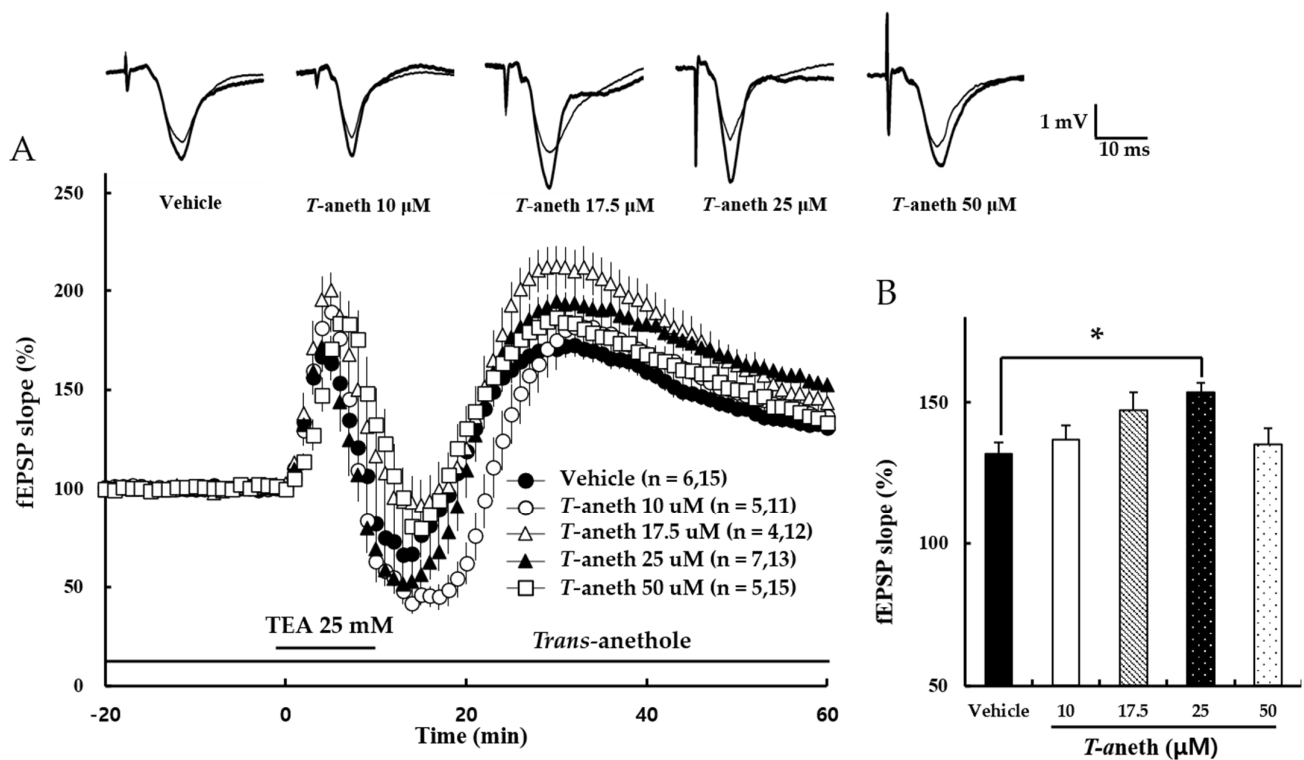 1 mV
10 ms
A
Vehicle
T-aneth 10 μM
T-aneth 17.5 μM
T-aneth 25 μM
T-aneth 50 μM
fEPSP slope (%)
250
200
150
100
50
0
Vehicle (n = 6,15)
T-aneth 10 uM (n = 5,11)
T-aneth 17.5 uM (n = 4,12)
T-aneth 25 uM (n = 7,13)
T-aneth 50 uM (n = 5,15)
TEA 25 mM
Trans-anethole
-20
0
20
40
60
Time (min)
B
*
fEPSP slope (%)
150
100
50
Vehicle
10
17.5
25
50
T-aneth (μM)